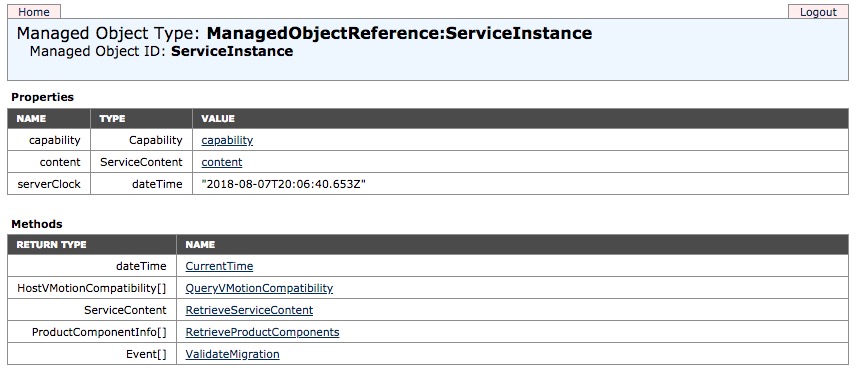 Home Logout
Managed Object Type: ManagedObjectReference:ServiceInstance
Managed Object ID: ServiceInstance
Properties
NAME TYPE VALUE
capability Capability capability
content ServiceContent content
serverClock dateTime "2018-08-07T20:06:40.653Z"
Methods
RETURN TYPE NAME
dateTime CurrentTime
HostVMotionCompatibility[] QueryVMotionCompatibility
ServiceContent RetrieveServiceContent
ProductComponentInfo[] RetrieveProductComponents
Event[] ValidateMigration